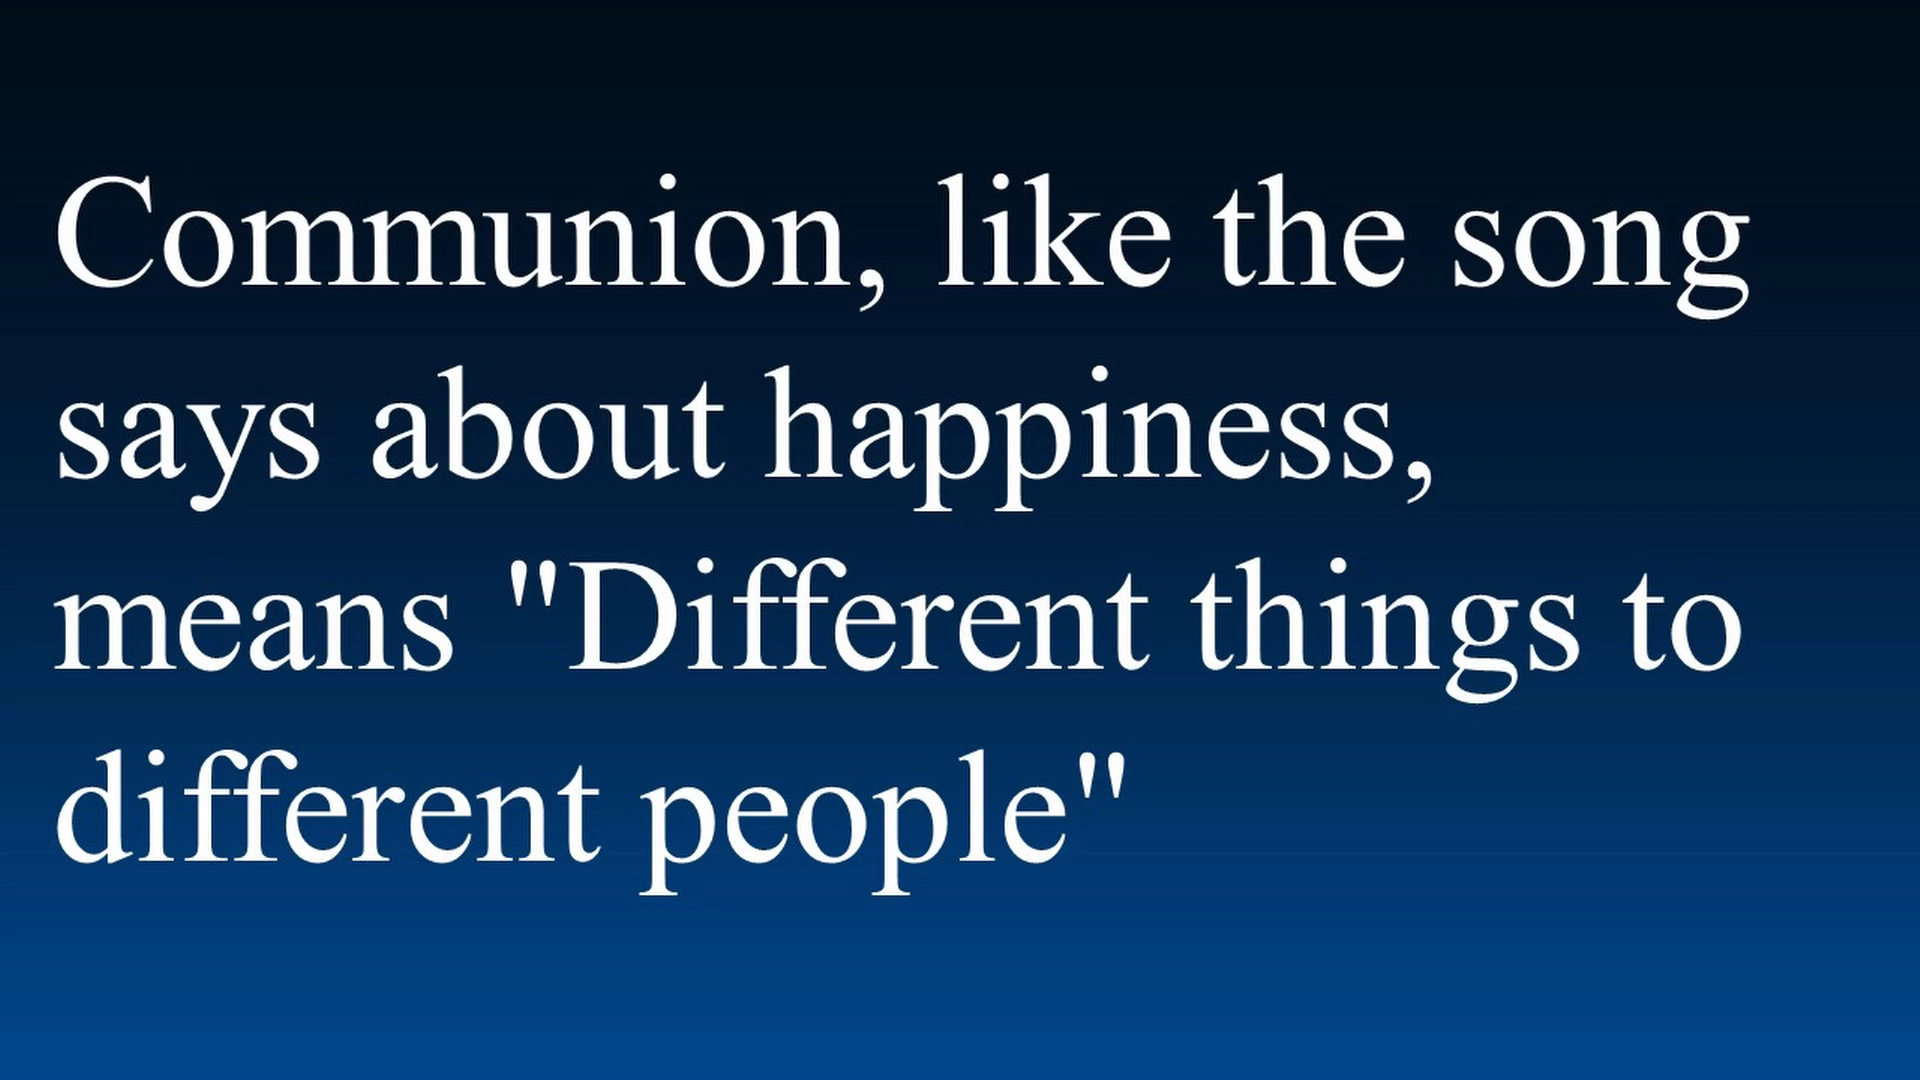 Communion, like the song
says about happiness,
means "Different things to
different people"